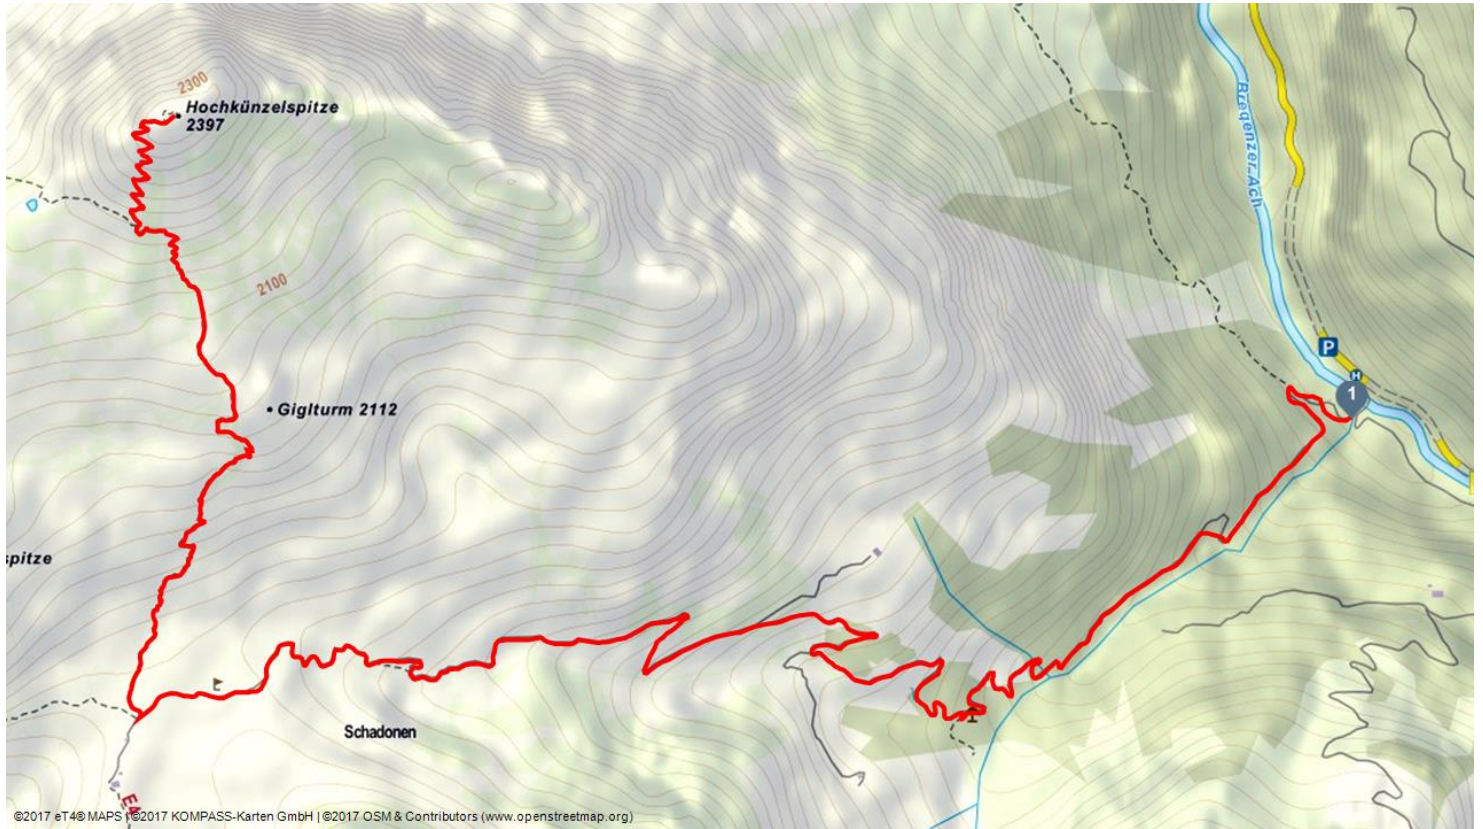 2300
Hochkünzelspitze
2397
Bregenzer Ach
2100
P
H
1
Giglturm 2112
spitze
Schadonen
E4
©2017 eT4® MAPS | ©2017 KOMPASS-Karten GmbH | ©2017 OSM & Contributors (www.openstreetmap.org)